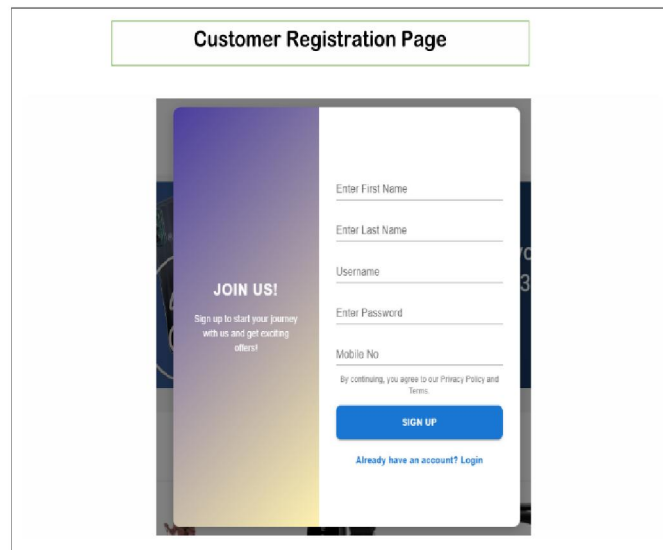 Customer Registration Page
Enter First Name
Enter Last Name
Username
JOIN US!
Sign up to start your journey
with us and get exciting
offers!
Enter Password
Mobile No
By continuing, you agree to our Privacy Policy and
Terms.
SIGN UP
Already have an account? Login